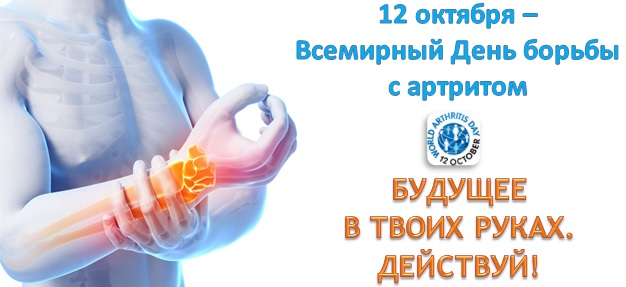 12 октября –
Всемирный День борьбы
с артритом
WORLD ARTHRITIS DAY
12 OCTOBER
БУДУЩЕЕ
В ТВОИХ РУКАХ.
ДЕЙСТВУЙ!